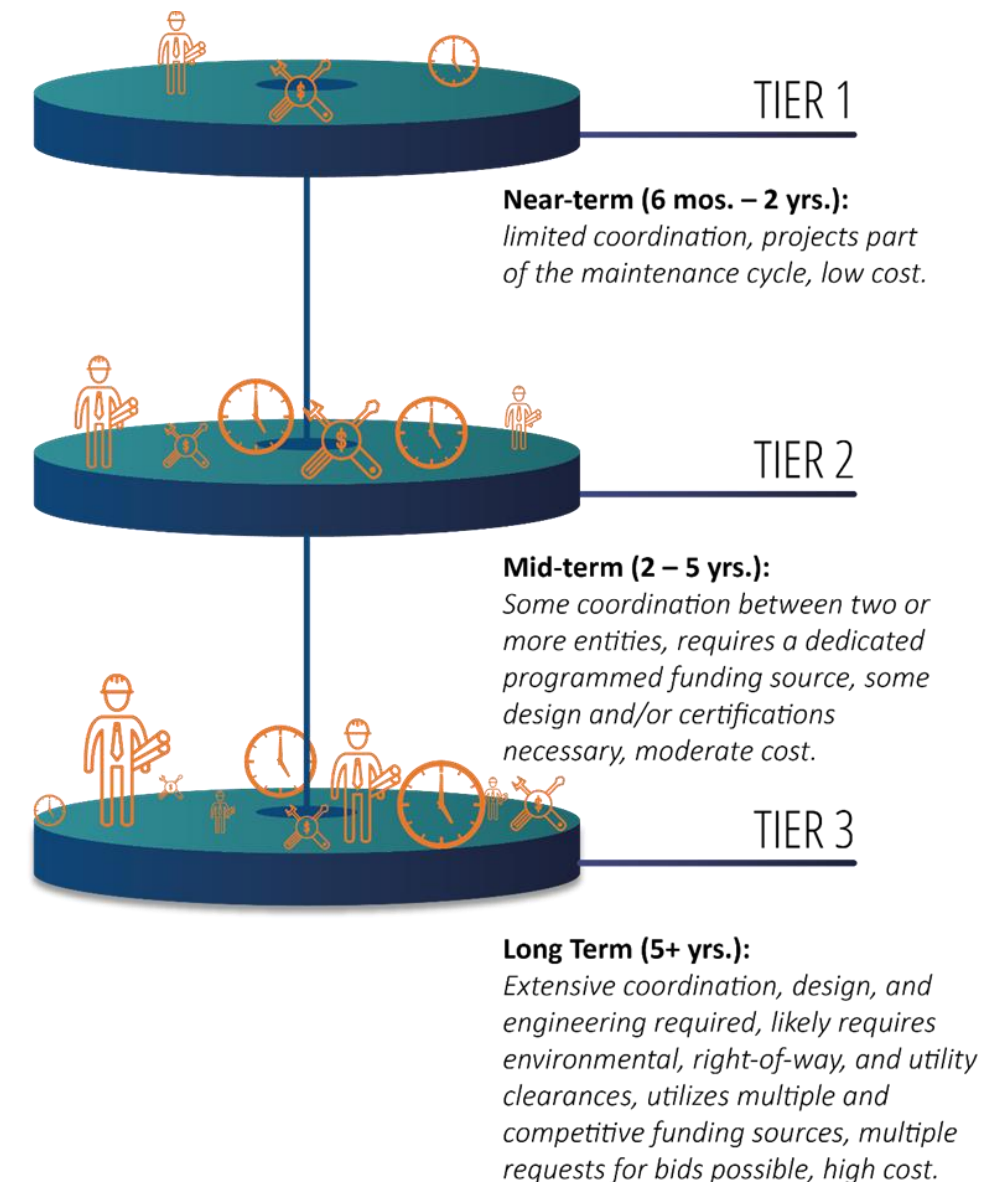 TIER 1
Near-term (6 mos. – 2 yrs.):
limited coordination, projects part
of the maintenance cycle, low cost.
TIER 2
Mid-term (2 – 5 yrs.):
Some coordination between two or
more entities, requires a dedicated
programmed funding source, some
design and/or certifications
necessary, moderate cost.
TIER 3
Long Term (5+ yrs.):
Extensive coordination, design, and
engineering required, likely requires
environmental, right-of-way, and utility
clearances, utilizes multiple and
competitive funding sources, multiple
requests for bids possible, high cost.
$
$
$
$
$
$